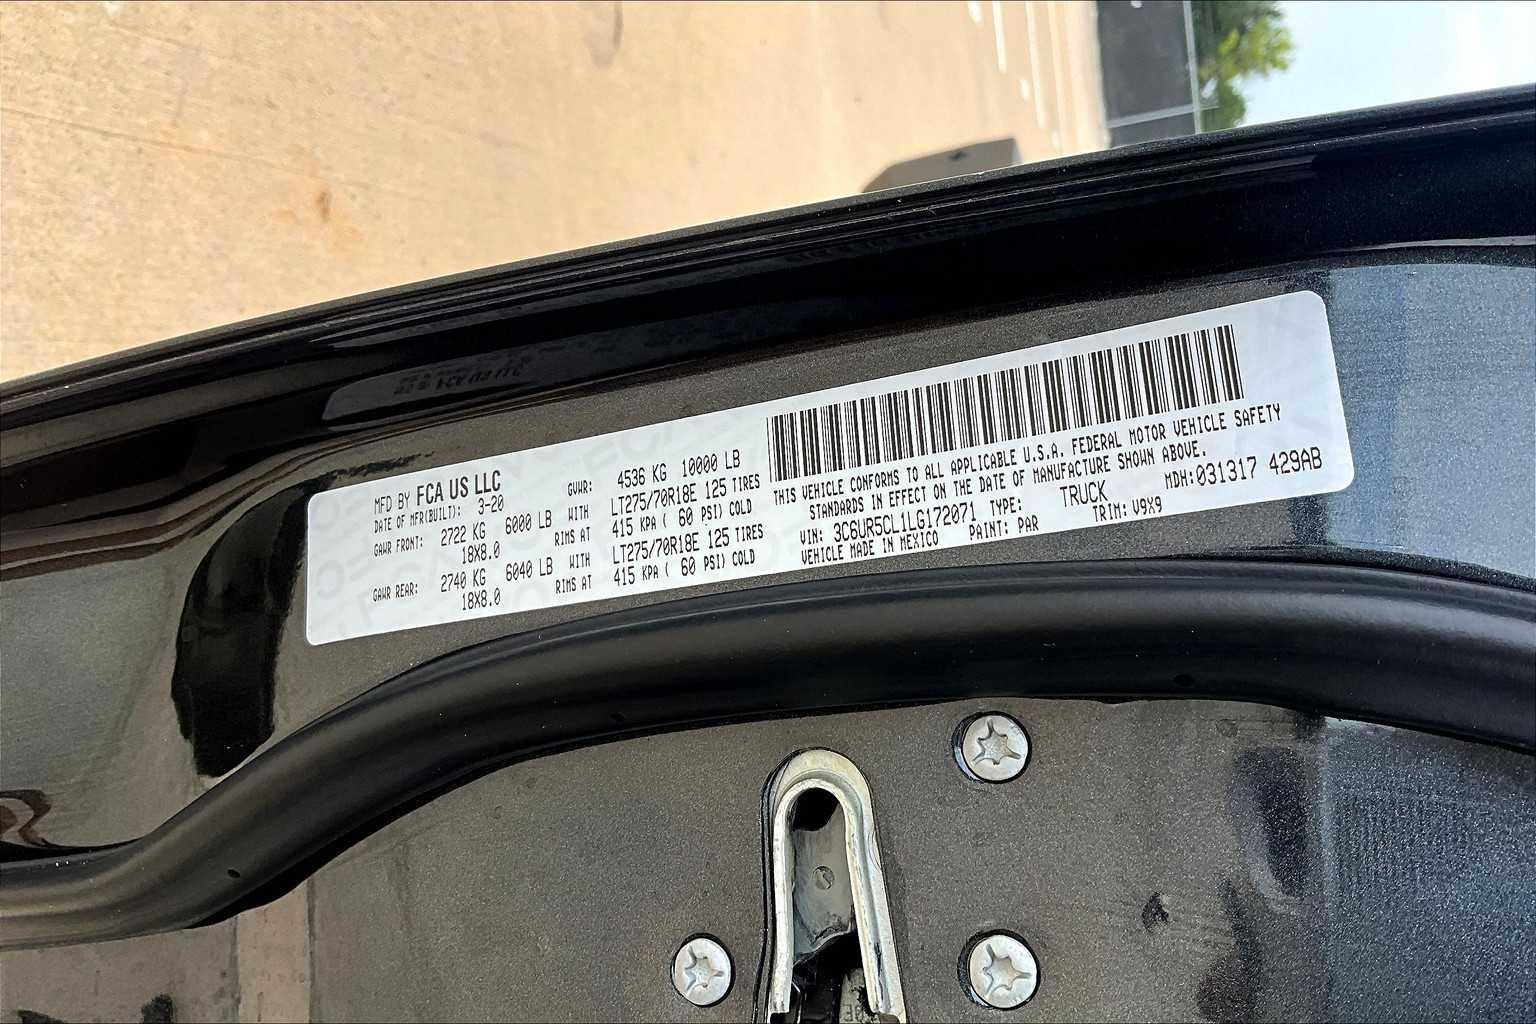 MFD BY FCA US LLC
DATE OF MFR(BUILT): 3-20
GVWR: 4536 KG 10000 LB
GAWR FRONT: 2722 KG 6000 LB WITH LT275/70R18E 125 TIRES
18X8.0 RIMS AT 415 KPA ( 60 PSI) COLD
GAWR REAR: 2740 KG 6040 LB WITH LT275/70R18E 125 TIRES
18X8.0 RIMS AT 415 KPA ( 60 PSI) COLD
THIS VEHICLE CONFORMS TO ALL APPLICABLE U.S.A. FEDERAL MOTOR VEHICLE SAFETY
STANDARDS IN EFFECT ON THE DATE OF MANUFACTURE SHOWN ABOVE.
VIN: 3C6UR5CL1LG172071 TYPE: TRUCK MDH:031317 429AB
VEHICLE MADE IN MEXICO PAINT: PAR TRIM: V9X9